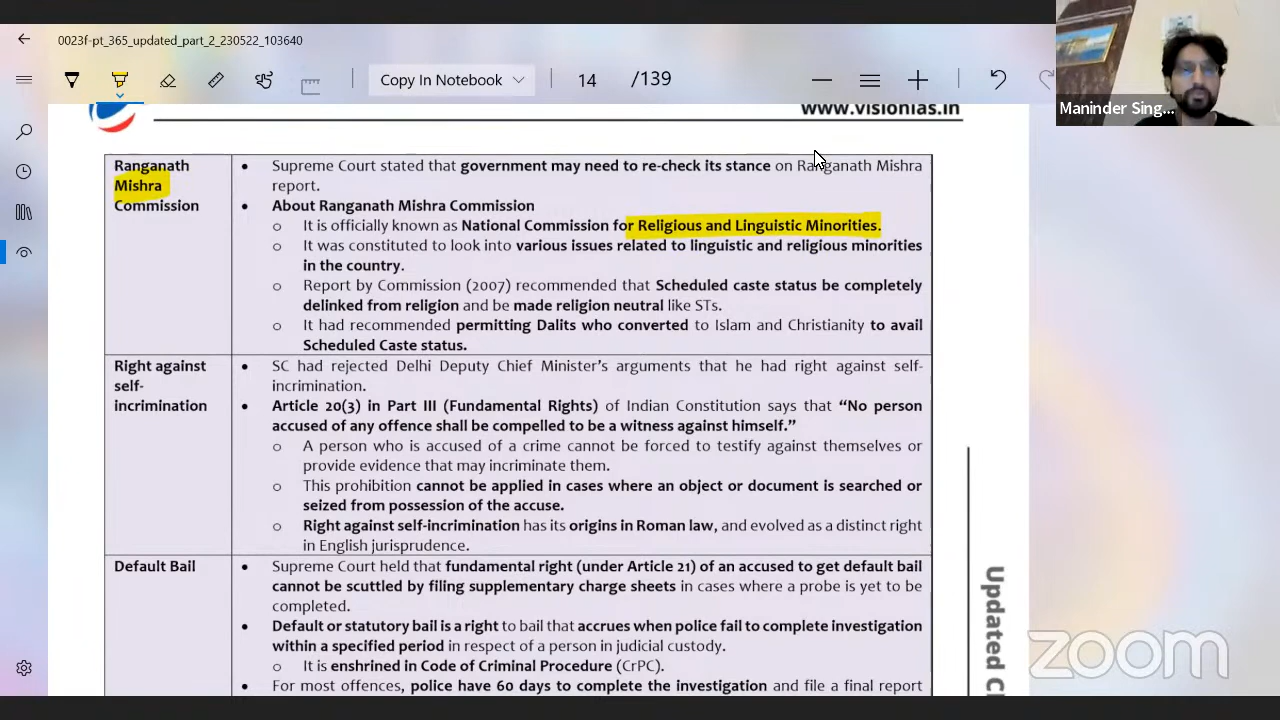 0023f-pt_365_updated_part_2_230522_103640
Copy In Notebook
14 /139
Maninder Sing...
www.visionias.in
Ranganath
Mishra
Commission
• Supreme Court stated that government may need to re-check its stance on Ranganath Mishra
report.
• About Ranganath Mishra Commission
o It is officially known as National Commission for Religious and Linguistic Minorities.
o It was constituted to look into various issues related to linguistic and religious minorities
in the country.
o Report by Commission (2007) recommended that Scheduled caste status be completely
delinked from religion and be made religion neutral like STs.
o It had recommended permitting Dalits who converted to Islam and Christianity to avail
Scheduled Caste status.
Right against
self-
incrimination
• SC had rejected Delhi Deputy Chief Minister's arguments that he had right against self-
incrimination.
• Article 20(3) in Part III (Fundamental Rights) of Indian Constitution says that “No person
accused of any offence shall be compelled to be a witness against himself.”
o A person who is accused of a crime cannot be forced to testify against themselves or
provide evidence that may incriminate them.
o This prohibition cannot be applied in cases where an object or document is searched or
seized from possession of the accuse.
o Right against self-incrimination has its origins in Roman law, and evolved as a distinct right
in English jurisprudence.
Default Bail
• Supreme Court held that fundamental right (under Article 21) of an accused to get default bail
cannot be scuttled by filing supplementary charge sheets in cases where a probe is yet to be
completed.
• Default or statutory bail is a right to bail that accrues when police fail to complete investigation
within a specified period in respect of a person in judicial custody.
o It is enshrined in Code of Criminal Procedure (CrPC).
• For most offences, police have 60 days to complete the investigation and file a final report
Updated
zoom